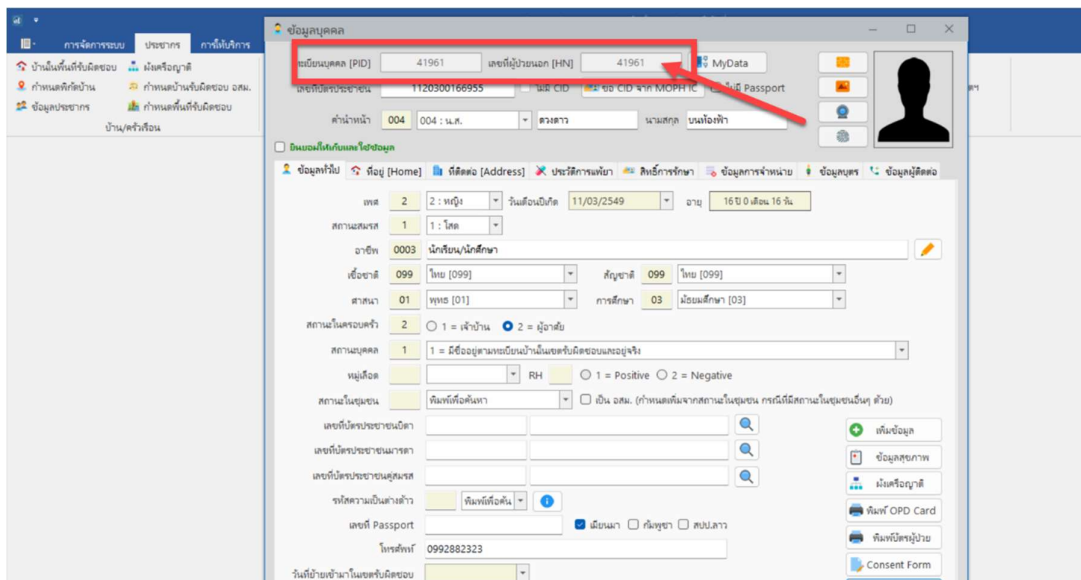 ข้อมูลบุคคล
การจัดการระบบ ประชากร การให้บริการ
บ้านในพื้นที่รับผิดชอบ ผังเครือญาติ
กำหนดพิกัดบ้าน กำหนดบ้านรับผิดชอบ อสม.
ข้อมูลประชากร กำหนดพื้นที่รับผิดชอบ
บ้าน/ครัวเรือน
ทะเบียนบุคคล [PID] 41961 เลขที่ผู้ป่วยนอก [HN] 41961 MyData
เลขที่บัตรประชาชน 1120300166955 ไม่มี CID ขอ CID จาก MOPH IC ไม่มี Passport
คำนำหน้า 004 004 : น.ส. ดวงดาว นามสกุล บนท้องฟ้า
ยินยอมให้เก็บและใช้ข้อมูล
ข้อมูลทั่วไป ที่อยู่ [Home] ที่ติดต่อ [Address] ประวัติการแพ้ยา สิทธิ์การรักษา ข้อมูลการจำหน่าย ข้อมูลบุตร ข้อมูลผู้ติดต่อ
เพศ 2 2 : หญิง วันเดือนปีเกิด 11/03/2549 อายุ 16 ปี 0 เดือน 16 วัน
สถานะสมรส 1 1 : โสด
อาชีพ 0003 นักเรียน/นักศึกษา
เชื้อชาติ 099 ไทย [099] สัญชาติ 099 ไทย [099]
ศาสนา 01 พุทธ [01] การศึกษา 03 มัธยมศึกษา [03]
สถานะในครอบครัว 2 1 = เจ้าบ้าน 2 = ผู้อาศัย
สถานะบุคคล 1 1 = มีชื่ออยู่ตามทะเบียนบ้านในเขตรับผิดชอบและอยู่จริง
หมู่เลือด RH 1 = Positive 2 = Negative
สถานะในชุมชน พิมพ์เพื่อค้นหา เป็น อสม. (กำหนดเพิ่มจากสถานะในชุมชน กรณีที่มีสถานะในชุมชนอื่นๆ ด้วย)
เลขที่บัตรประชาชนบิดา
เพิ่มข้อมูล
เลขที่บัตรประชาชนมารดา
ข้อมูลสุขภาพ
เลขที่บัตรประชาชนคู่สมรส
ผังเครือญาติ
รหัสความเป็นต่างด้าว พิมพ์เพื่อค้น
พิมพ์ OPD Card
เลขที่ Passport เมียนมา กัมพูชา สปป.ลาว
พิมพ์บัตรผู้ป่วย
โทรศัพท์ 0992882323
Consent Form
วันที่ย้ายเข้ามาในเขตรับผิดชอบ